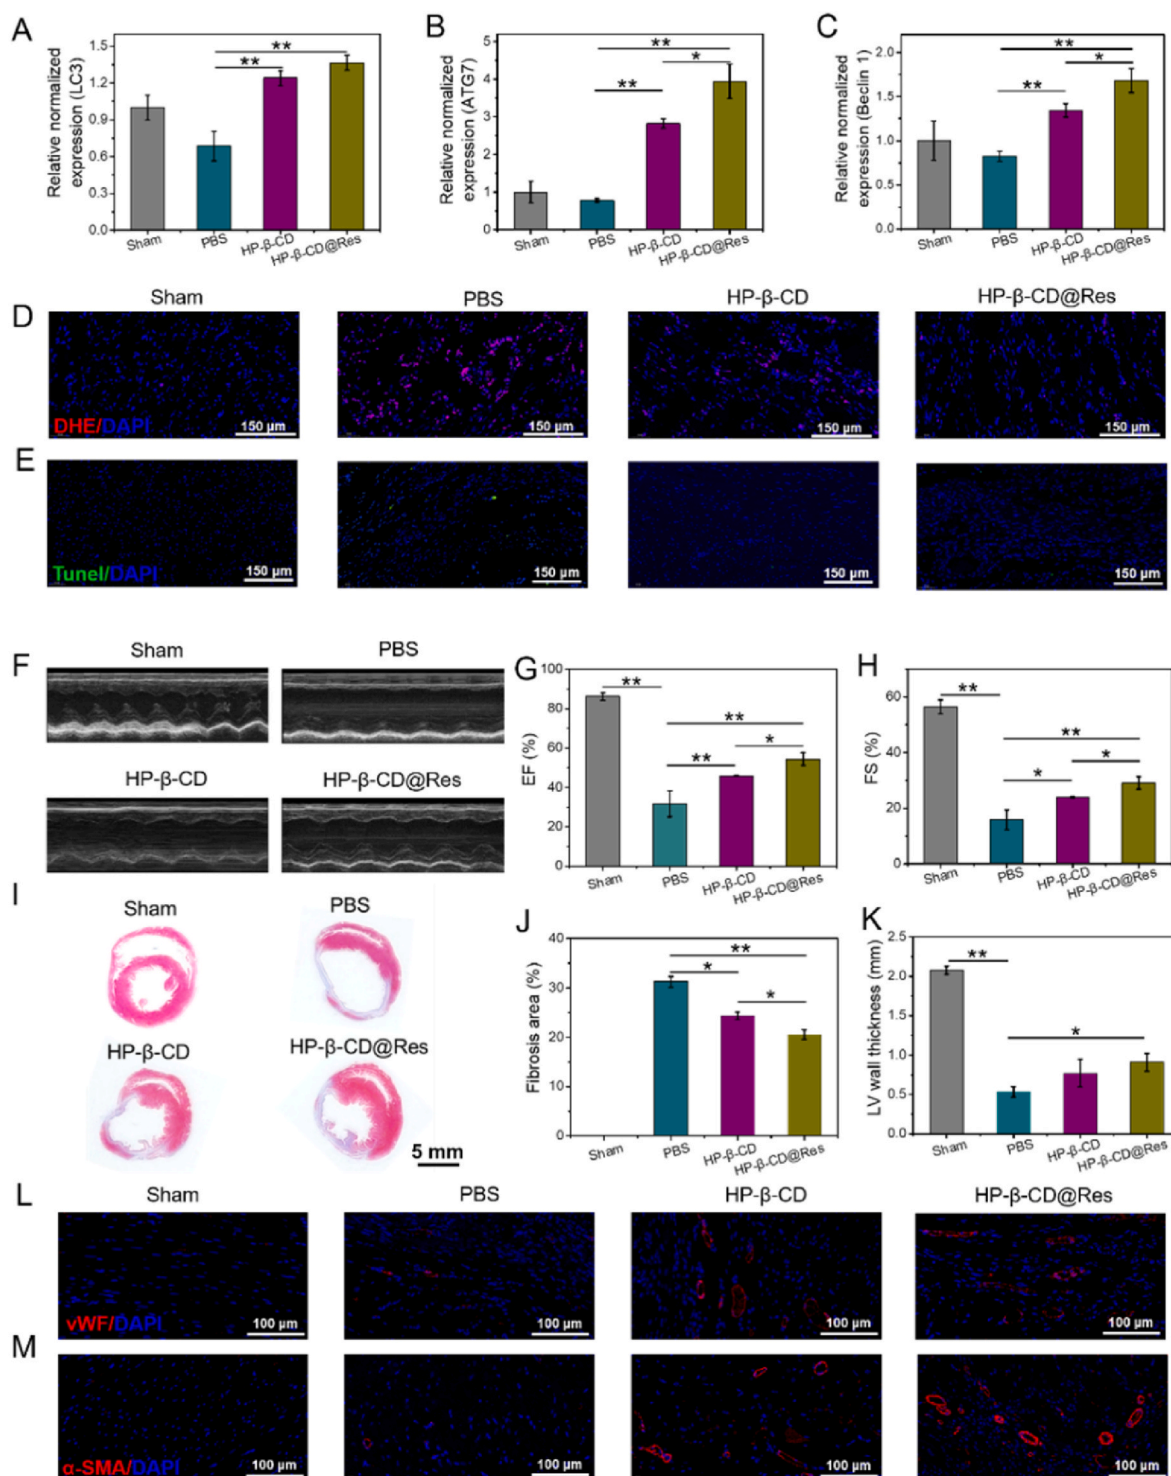 A
Relative normalized
expression (LC3)
1.5
1.2
0.9
0.6
0.3
0.0
**
**
Sham
PBS
HP-β-CD
HP-β-CD@Res
B
Relative normalized
expression (ATG7)
5
4
3
2
1
0
**
*
**
Sham
PBS
HP-β-CD
HP-β-CD@Res
C
Relative normalized
expression (Beclin 1)
2.0
1.5
1.0
0.5
0.0
**
*
**
Sham
PBS
HP-β-CD
HP-β-CD@Res
Sham
PBS
HP-β-CD
HP-β-CD@Res
D
DHE/DAPI
150 μm
150 μm
150 μm
150 μm
E
Tunel/DAPI
150 μm
150 μm
150 μm
150 μm
F
Sham
PBS
HP-β-CD
HP-β-CD@Res
G
EF (%)
100
80
60
40
20
0
**
**
*
**
Sham
PBS
HP-β-CD
HP-β-CD@Res
H
FS (%)
60
40
20
0
**
**
*
*
Sham
PBS
HP-β-CD
HP-β-CD@Res
I
Sham
PBS
HP-β-CD
HP-β-CD@Res
5 mm
J
Fibrosis area (%)
40
30
20
10
0
**
*
*
Sham
PBS
HP-β-CD
HP-β-CD@Res
K
LV wall thickness (mm)
2.5
2.0
1.5
1.0
0.5
0.0
**
*
Sham
PBS
HP-β-CD
HP-β-CD@Res
L
Sham
PBS
HP-β-CD
HP-β-CD@Res
vWF/DAPI
100 μm
100 μm
100 μm
100 μm
M
α-SMA/DAPI
100 μm
100 μm
100 μm
100 μm